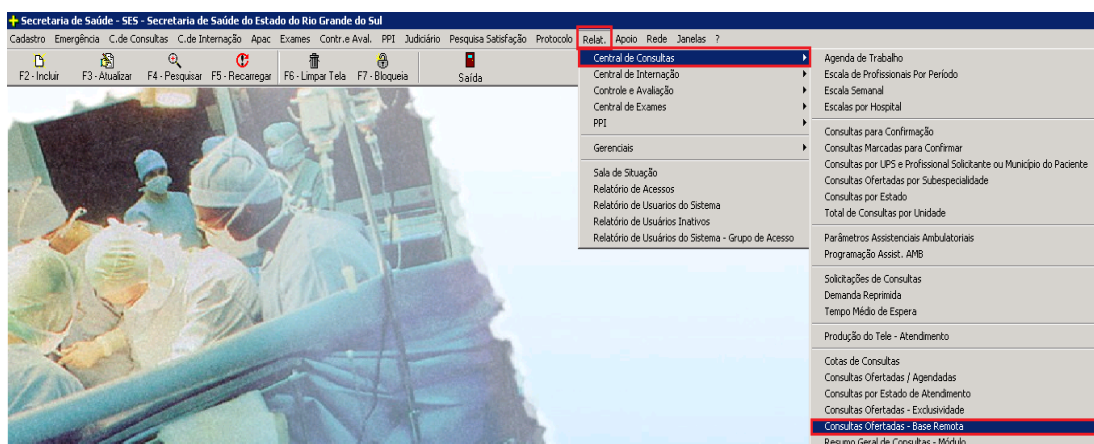 Secretaria de Saúde - SES - Secretaria de Saúde do Estado do Rio Grande do Sul
Cadastro Emergência C.de Consultas C.de Internação Apac Exames Contr.e Aval. PPI Judiciário Pesquisa Satisfação Protocolo Relat. Apoio Rede Janelas ?
F2 - Incluir F3 - Atualizar F4 - Pesquisar F5 - Recarregar F6 - Limpar Tela F7 - Bloqueia Saída
Central de Consultas
Central de Internação
Controle e Avaliação
Central de Exames
PPI
Gerenciais
Sala de Situação
Relatório de Acessos
Relatório de Usuarios do Sistema
Relatório de Usuários Inativos
Relatório de Usuários do Sistema - Grupo de Acesso
Agenda de Trabalho
Escala de Profissionais Por Período
Escala Semanal
Escalas por Hospital
Consultas para Confirmação
Consultas Marcadas para Confirmar
Consultas por UPS e Profissional Solicitante ou Município do Paciente
Consultas Ofertadas por Subespecialidade
Consultas por Estado
Total de Consultas por Unidade
Parâmetros Assistenciais Ambulatoriais
Programação Assist. AMB
Solicitações de Consultas
Demanda Reprimida
Tempo Médio de Espera
Produção do Tele - Atendimento
Cotas de Consultas
Consultas Ofertadas / Agendadas
Consultas por Estado de Atendimento
Consultas Ofertadas - Exclusividade
Consultas Ofertadas - Base Remota
Resumo Geral de Consultas - Módulo